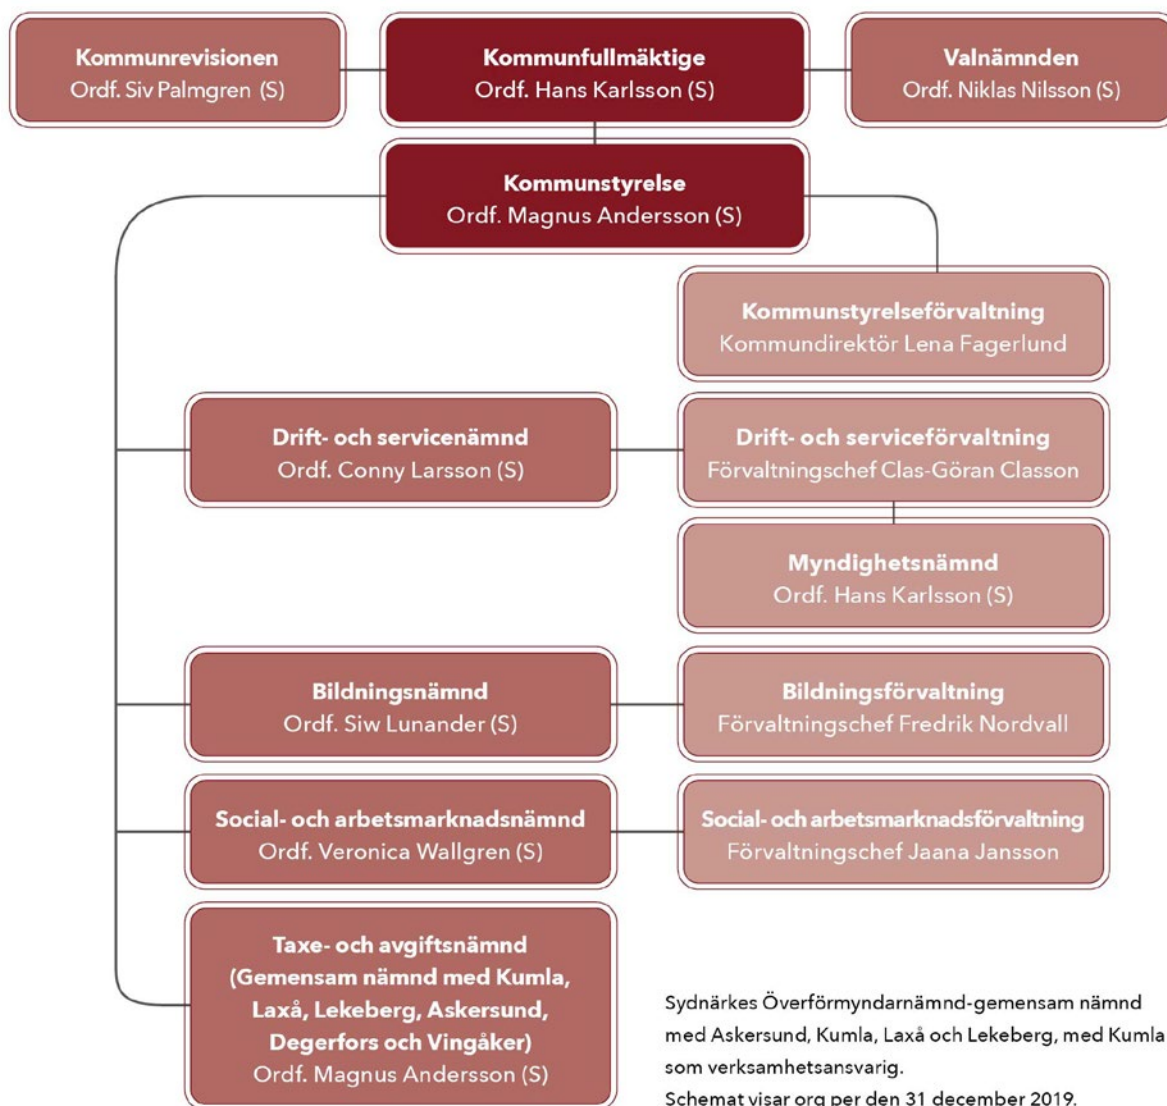 Kommunrevisionen
Ordf. Siv Palmgren (S)
Kommunfullmäktige
Ordf. Hans Karlsson (S)
Valnämnden
Ordf. Niklas Nilsson (S)
Kommunstyrelse
Ordf. Magnus Andersson (S)
Kommunstyrelseförvaltning
Kommundirektör Lena Fagerlund
Drift- och servicenämnd
Ordf. Conny Larsson (S)
Drift- och serviceförvaltning
Förvaltningschef Clas-Göran Classon
Myndighetsnämnd
Ordf. Hans Karlsson (S)
Bildningsnämnd
Ordf. Siw Lunander (S)
Bildningsförvaltning
Förvaltningschef Fredrik Nordvall
Social- och arbetsmarknadsnämnd
Ordf. Veronica Wallgren (S)
Social- och arbetsmarknadsförvaltning
Förvaltningschef Jaana Jansson
Taxe- och avgiftsnämnd
(Gemensam nämnd med Kumla,
Laxå, Lekeberg, Askersund,
Degerfors och Vingåker)
Ordf. Magnus Andersson (S)
Sydnärkes Överförmyndarnämnd-gemensam nämnd
med Askersund, Kumla, Laxå och Lekeberg, med Kumla
som verksamhetsansvarig.
Schemat visar org per den 31 december 2019.